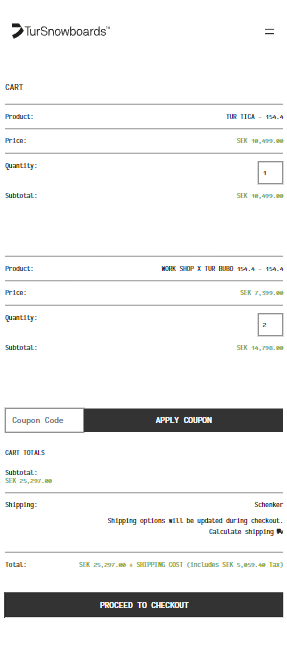 TurSnowboards™
CART
Product: TUR TIGA - 154.4
Price: SEK 10,499.00
Quantity: 1
Subtotal: SEK 10,499.00
Product: WORK SHOP X TUR BUBO 154.4 - 154.4
Price: SEK 7,399.00
Quantity: 2
Subtotal: SEK 14,798.00
Coupon Code APPLY COUPON
CART TOTALS
Subtotal:
SEK 25,297.00
Shipping: Schenker
Shipping options will be updated during checkout.
Calculate shipping
Total: SEK 25,297.00 + SHIPPING COST (includes SEK 5,059.40 Tax)
PROCEED TO CHECKOUT